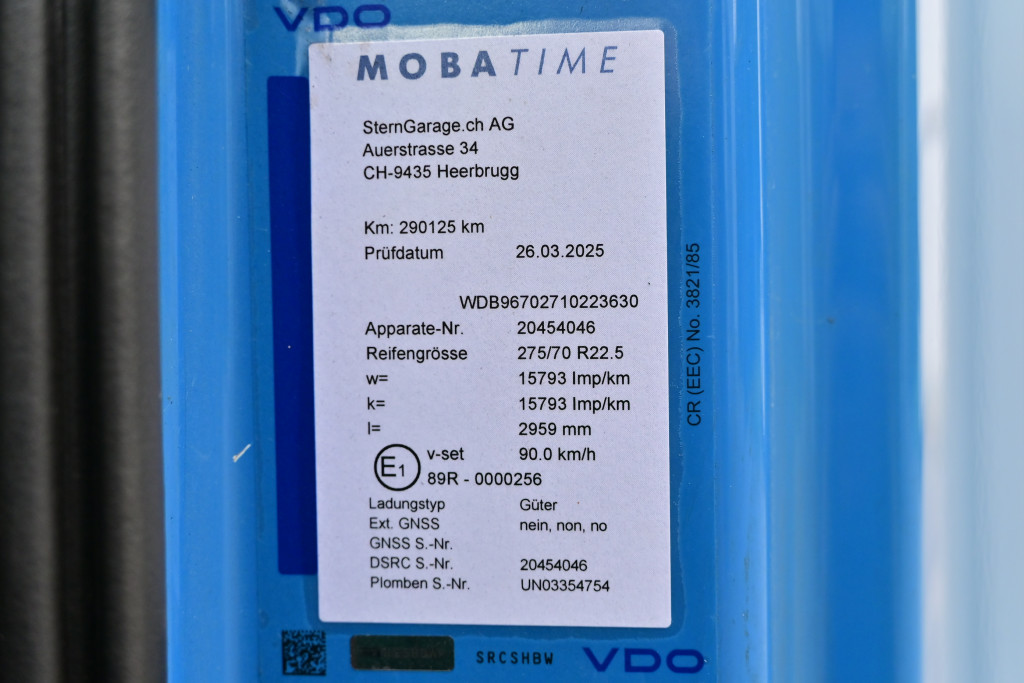 VDO
MOBATIME
SternGarage.ch AG
Auerstrasse 34
CH-9435 Heerbrugg
Km: 290125 km
Prüfdatum 26.03.2025
WDB96702710223630
Apparate-Nr. 20454046
Reifengrösse 275/70 R22.5
w= 15793 Imp/km
k= 15793 Imp/km
l= 2959 mm
E1 v-set 90.0 km/h
89R - 0000256
Ladungstyp Güter
Ext. GNSS nein, non, no
GNSS S.-Nr.
DSRC S.-Nr. 20454046
Plomben S.-Nr. UN03354754
CR (EEC) No. 3821/85
SRCSHBW VDO